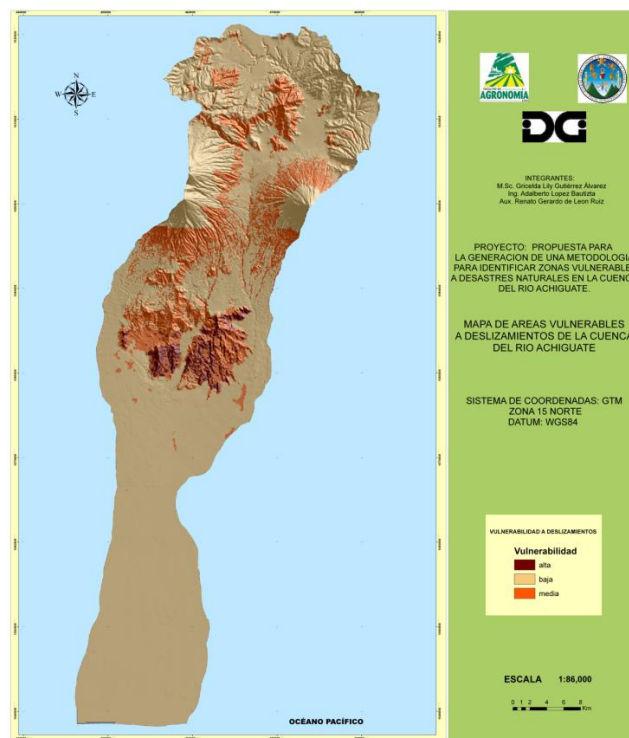 N
W E
S
AGRONOMÍA
INTEGRANTES:
M.Sc. Gricelda Lily Gutiérrez Álvarez
Ing. Adalberto Lopez Bautizta
Aux. Renato Gerardo de Leon Ruiz
PROYECTO: PROPUESTA PARA
LA GENERACION DE UNA METODOLOGIA
PARA IDENTIFICAR ZONAS VULNERABLE
A DESASTRES NATURALES EN LA CUENC
DEL RIO ACHIGUATE.
MAPA DE AREAS VULNERABLES
A DESLIZAMIENTOS DE LA CUENCA
DEL RIO ACHIGUATE
SISTEMA DE COORDENADAS: GTM
ZONA 15 NORTE
DATUM: WGS84
VULNERABILIDAD A DESLIZAMIENTOS
Vulnerabilidad
alta
baja
media
ESCALA 1:86,000
0 1 2 4 6 8
Km
OCÉANO PACÍFICO